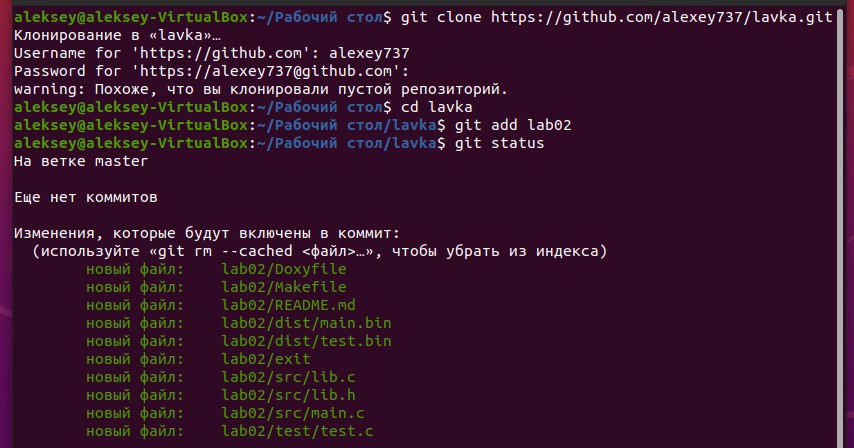 aleksey@aleksey-VirtualBox:~/Рабочий стол$ git clone https://github.com/alexey737/lavka.git
Клонирование в «lavka»…
Username for 'https://github.com': alexey737
Password for 'https://alexey737@github.com':
warning: Похоже, что вы клонировали пустой репозиторий.
aleksey@aleksey-VirtualBox:~/Рабочий стол$ cd lavka
aleksey@aleksey-VirtualBox:~/Рабочий стол/lavka$ git add lab02
aleksey@aleksey-VirtualBox:~/Рабочий стол/lavka$ git status
На ветке master

Еще нет коммитов

Изменения, которые будут включены в коммит:
  (используйте «git rm --cached <файл>…», чтобы убрать из индекса)
        новый файл:    lab02/Doxyfile
        новый файл:    lab02/Makefile
        новый файл:    lab02/README.md
        новый файл:    lab02/dist/main.bin
        новый файл:    lab02/dist/test.bin
        новый файл:    lab02/exit
        новый файл:    lab02/src/lib.c
        новый файл:    lab02/src/lib.h
        новый файл:    lab02/src/main.c
        новый файл:    lab02/test/test.c